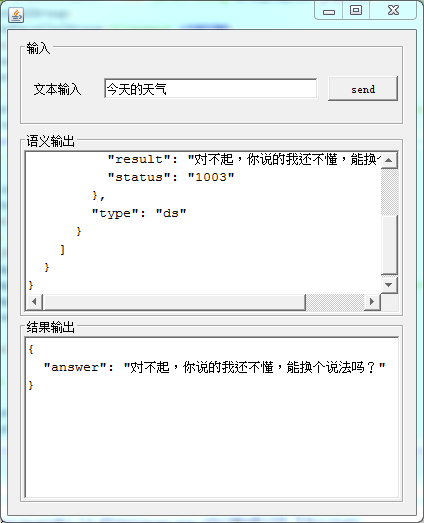 输入
文本输入 今天的天气 send
语义输出
"result": "对不起，你说的我还不懂，能换
"status": "1003"
},
"type": "ds"
}
]
}
}
结果输出
{
"answer": "对不起，你说的我还不懂，能换个说法吗？"
}